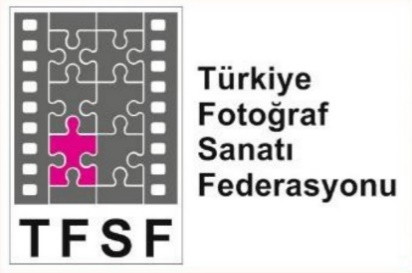 Türkiye
Fotoğraf
Sanatı
Federasyonu
TFSF